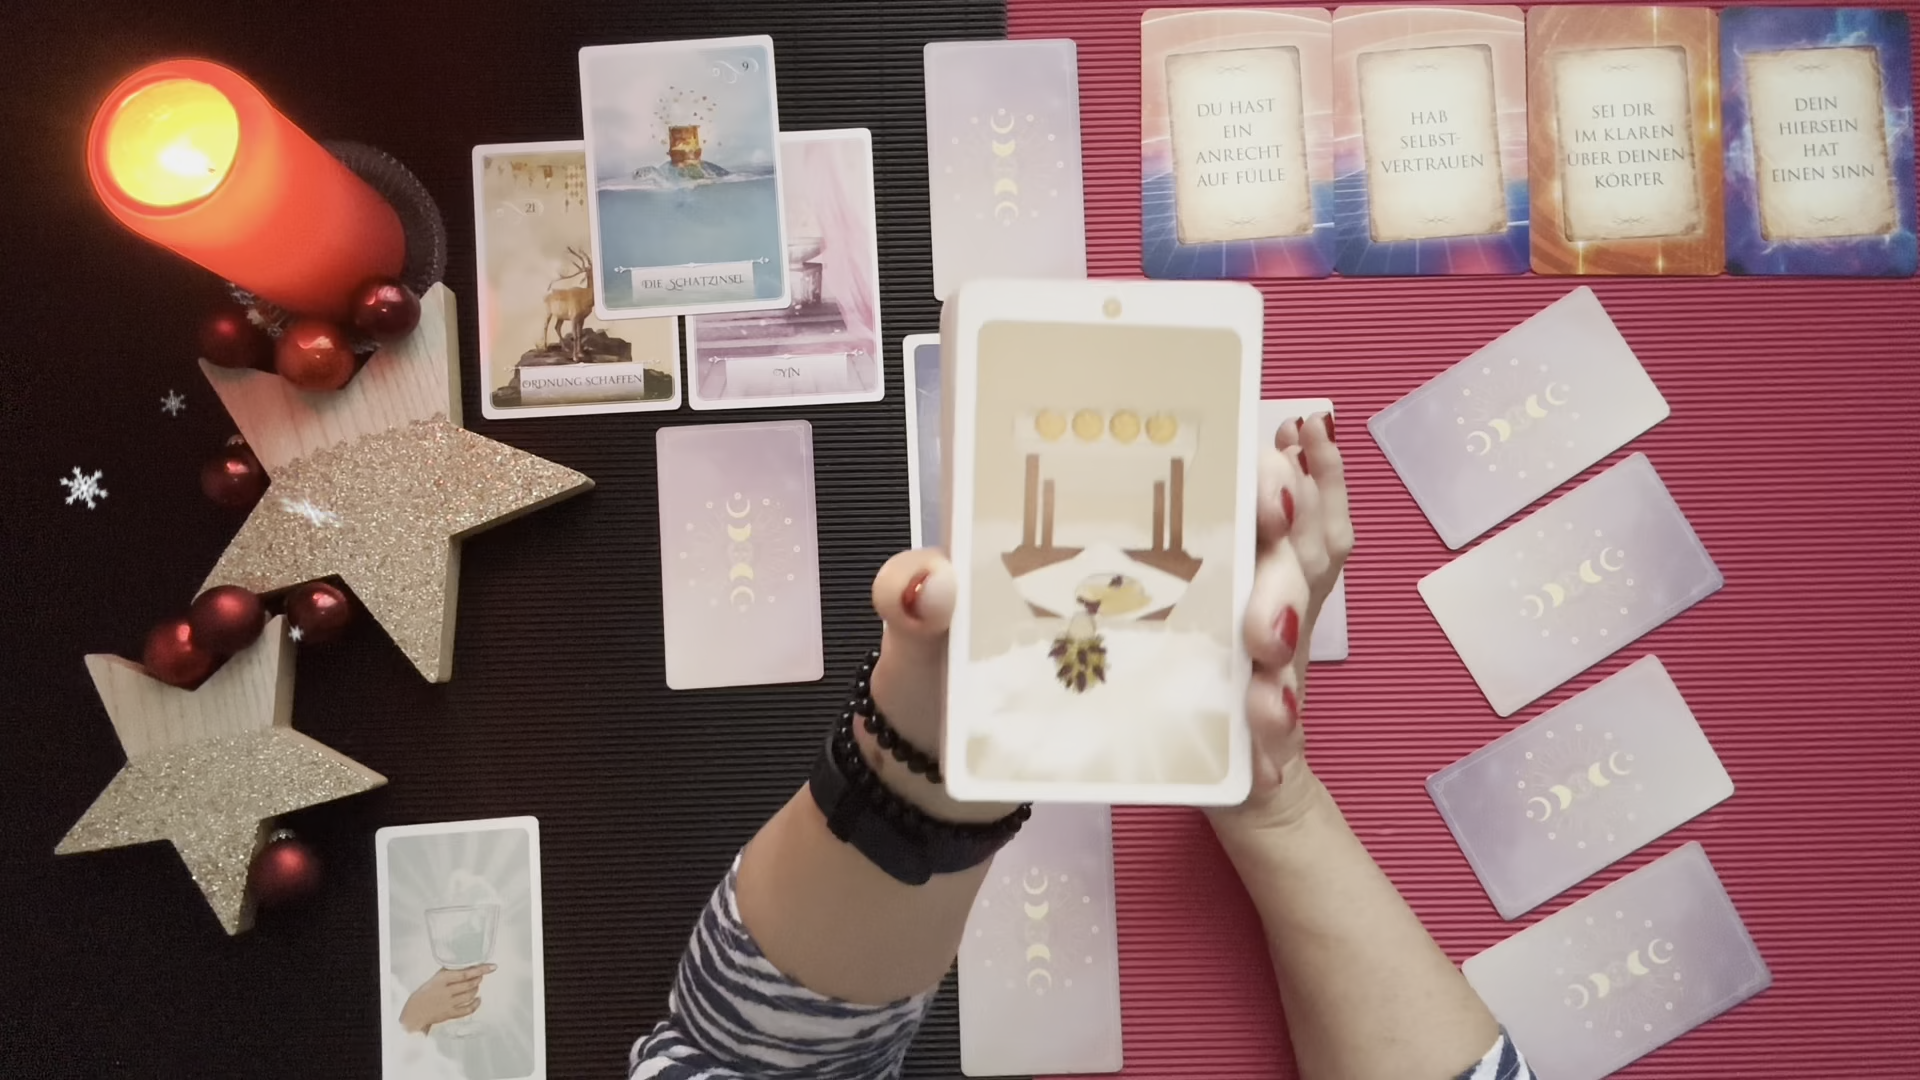 9
DIE SCHATZINSEL
21
ORDNUNG SCHAFFEN
YIN
DU HAST
EIN
ANRECHT
AUF FÜLLE
HAB
SELBST-
VERTRAUEN
SEI DIR
IM KLAREN
ÜBER DEINEN
KÖRPER
DEIN
HIERSEIN
HAT
EINEN SINN